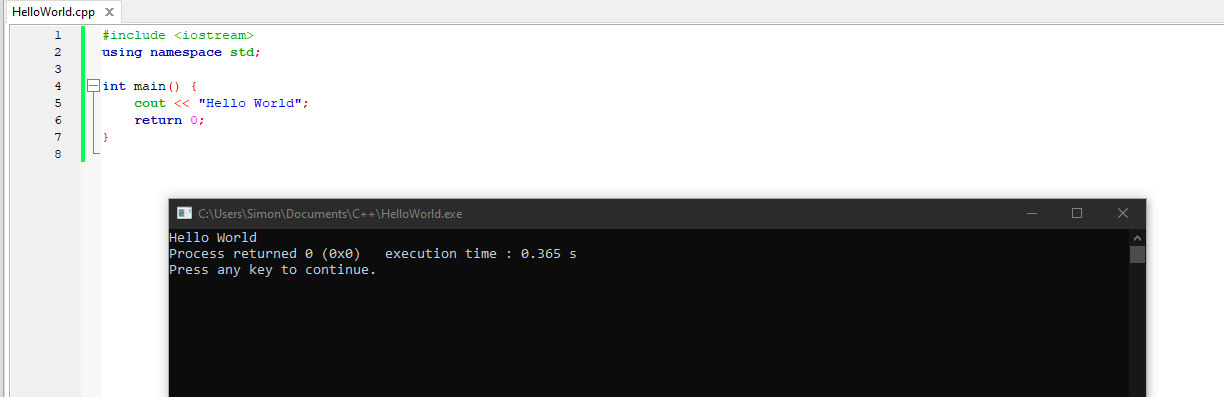 HelloWorld.cpp X
1 #include <iostream>
2 using namespace std;
3
4 int main() {
5     cout << "Hello World";
6     return 0;
7 }
8
C:\Users\Simon\Documents\C++\HelloWorld.exe
Hello World
Process returned 0 (0x0)   execution time : 0.365 s
Press any key to continue.